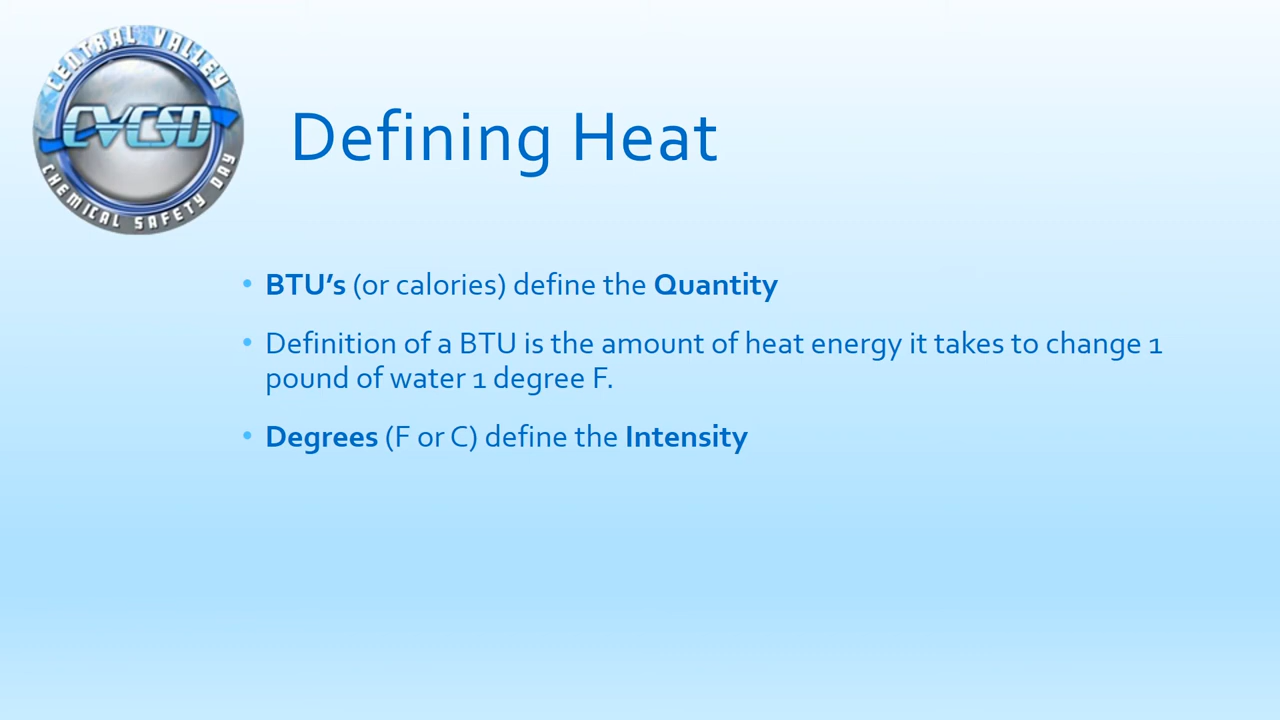 CENTRAL VALLEY
CVCSD
CHEMICAL SAFETY DAY
Defining Heat
• BTU’s (or calories) define the Quantity
• Definition of a BTU is the amount of heat energy it takes to change 1
pound of water 1 degree F.
• Degrees (F or C) define the Intensity